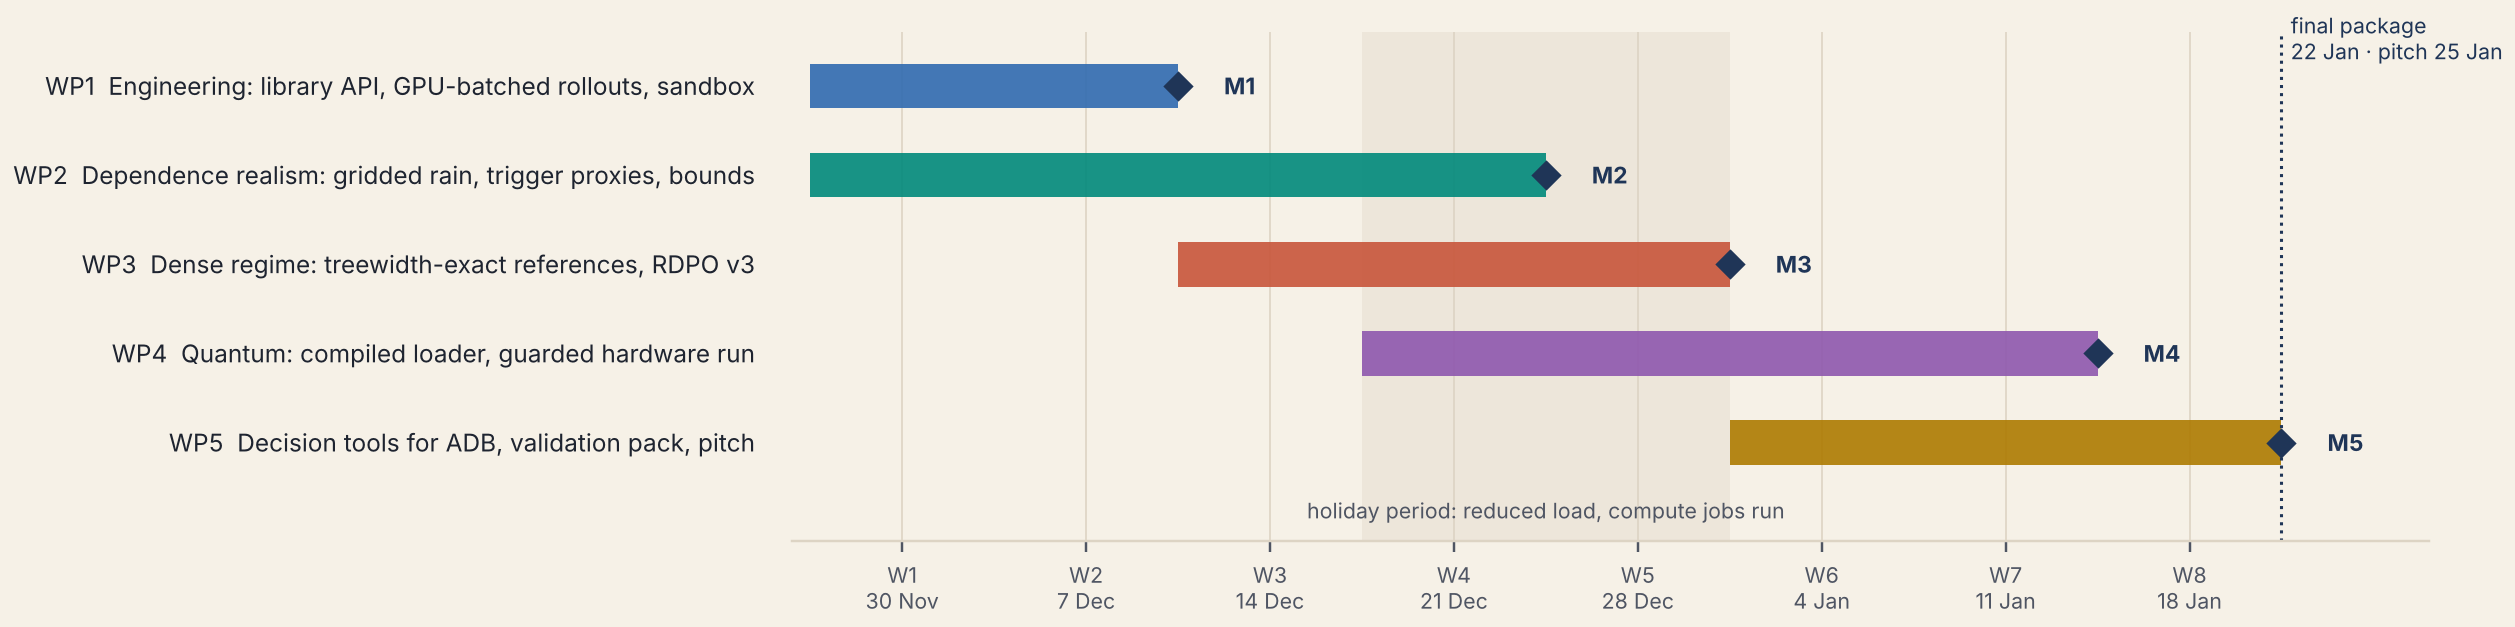 final package
22 Jan · pitch 25 Jan
WP1 Engineering: library API, GPU-batched rollouts, sandbox
M1
WP2 Dependence realism: gridded rain, trigger proxies, bounds
M2
WP3 Dense regime: treewidth-exact references, RDPO v3
M3
WP4 Quantum: compiled loader, guarded hardware run
M4
WP5 Decision tools for ADB, validation pack, pitch
M5
holiday period: reduced load, compute jobs run
W1 W2 W3 W4 W5 W6 W7 W8
30 Nov 7 Dec 14 Dec 21 Dec 28 Dec 4 Jan 11 Jan 18 Jan